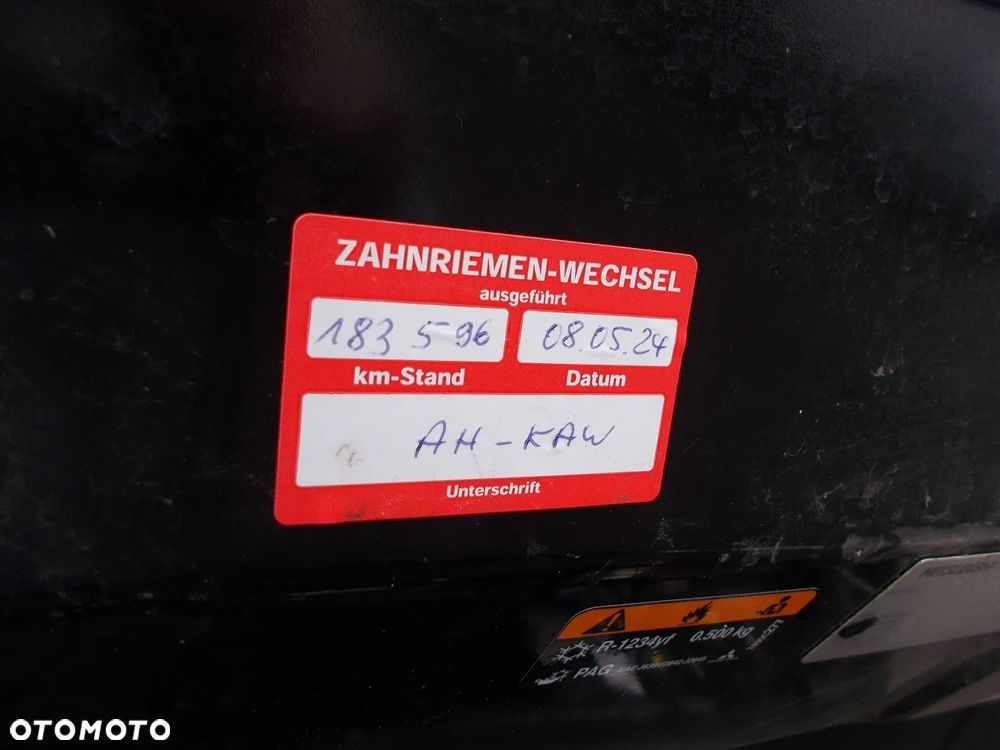 ZAHNRIEMEN-WECHSEL
ausgeführt
183 596 08.05.24
km-Stand Datum
AH-KAW
Unterschrift
R-1234yf 0.500 kg
PAG
OTOMOTO